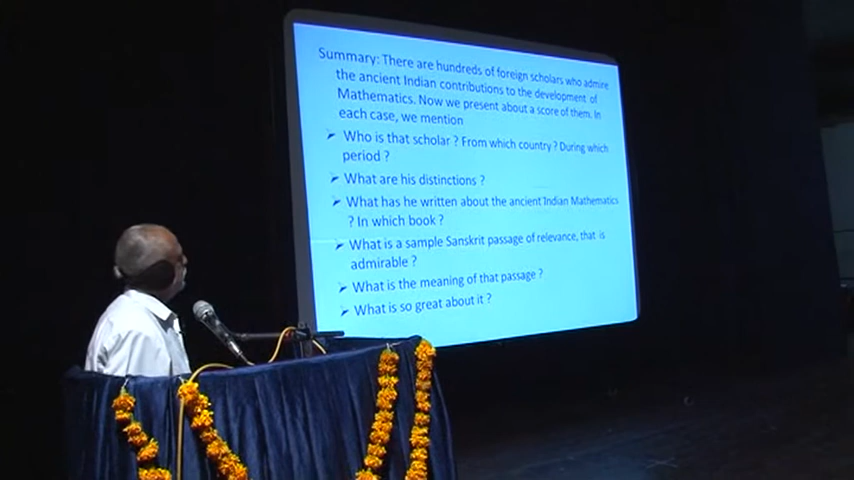 Summary: There are hundreds of foreign scholars who admire
the ancient Indian contributions to the development of
Mathematics. Now we present about a score of them. In
each case, we mention
➢ Who is that scholar ? From which country ? During which
period ?
➢ What are his distinctions ?
➢ What has he written about the ancient Indian Mathematics
? In which book ?
➢ What is a sample Sanskrit passage of relevance, that is
admirable ?
➢ What is the meaning of that passage ?
➢ What is so great about it ?